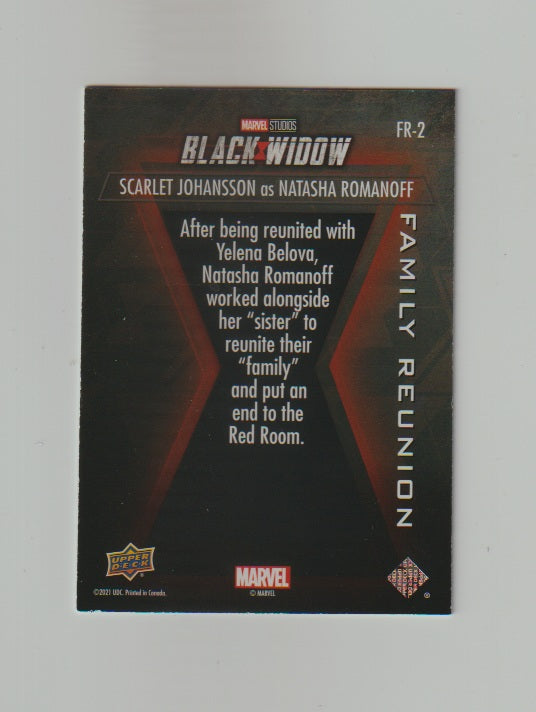 MARVEL STUDIOS
BLACK WIDOW
FR-2
SCARLET JOHANSSON as NATASHA ROMANOFF
After being reunited with
Yelena Belova,
Natasha Romanoff
worked alongside
her “sister” to
reunite their
“family”
and put an
end to the
Red Room.
FAMILY REUNION
UPPER
D•E•C•K
®
©2021 UDC. Printed in Canada.
MARVEL
© MARVEL
®